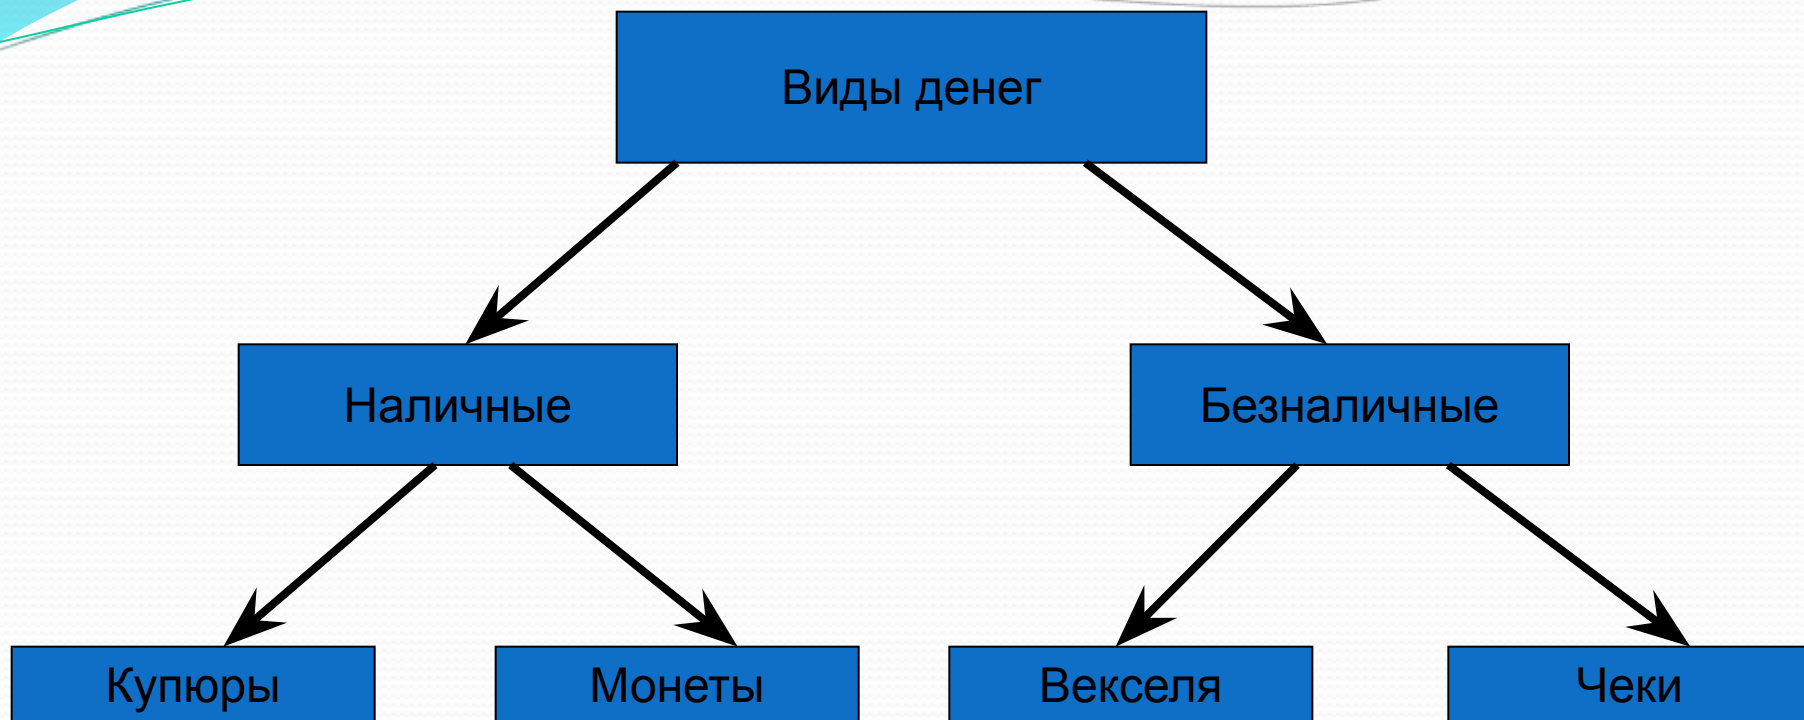 Виды денег
Наличные
Безналичные
Купюры
Монеты
Векселя
Чеки